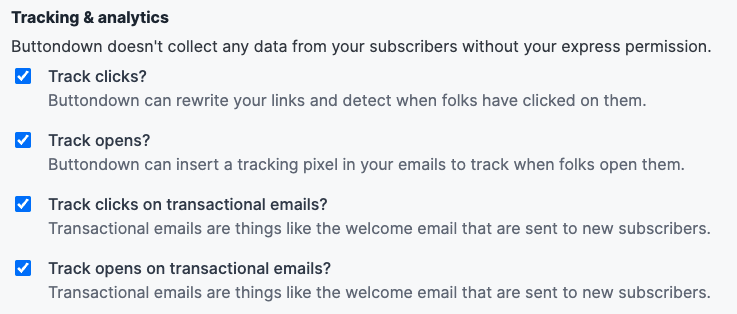 Tracking & analytics
Buttondown doesn't collect any data from your subscribers without your express permission.
Track clicks?
Buttondown can rewrite your links and detect when folks have clicked on them.
Track opens?
Buttondown can insert a tracking pixel in your emails to track when folks open them.
Track clicks on transactional emails?
Transactional emails are things like the welcome email that are sent to new subscribers.
Track opens on transactional emails?
Transactional emails are things like the welcome email that are sent to new subscribers.